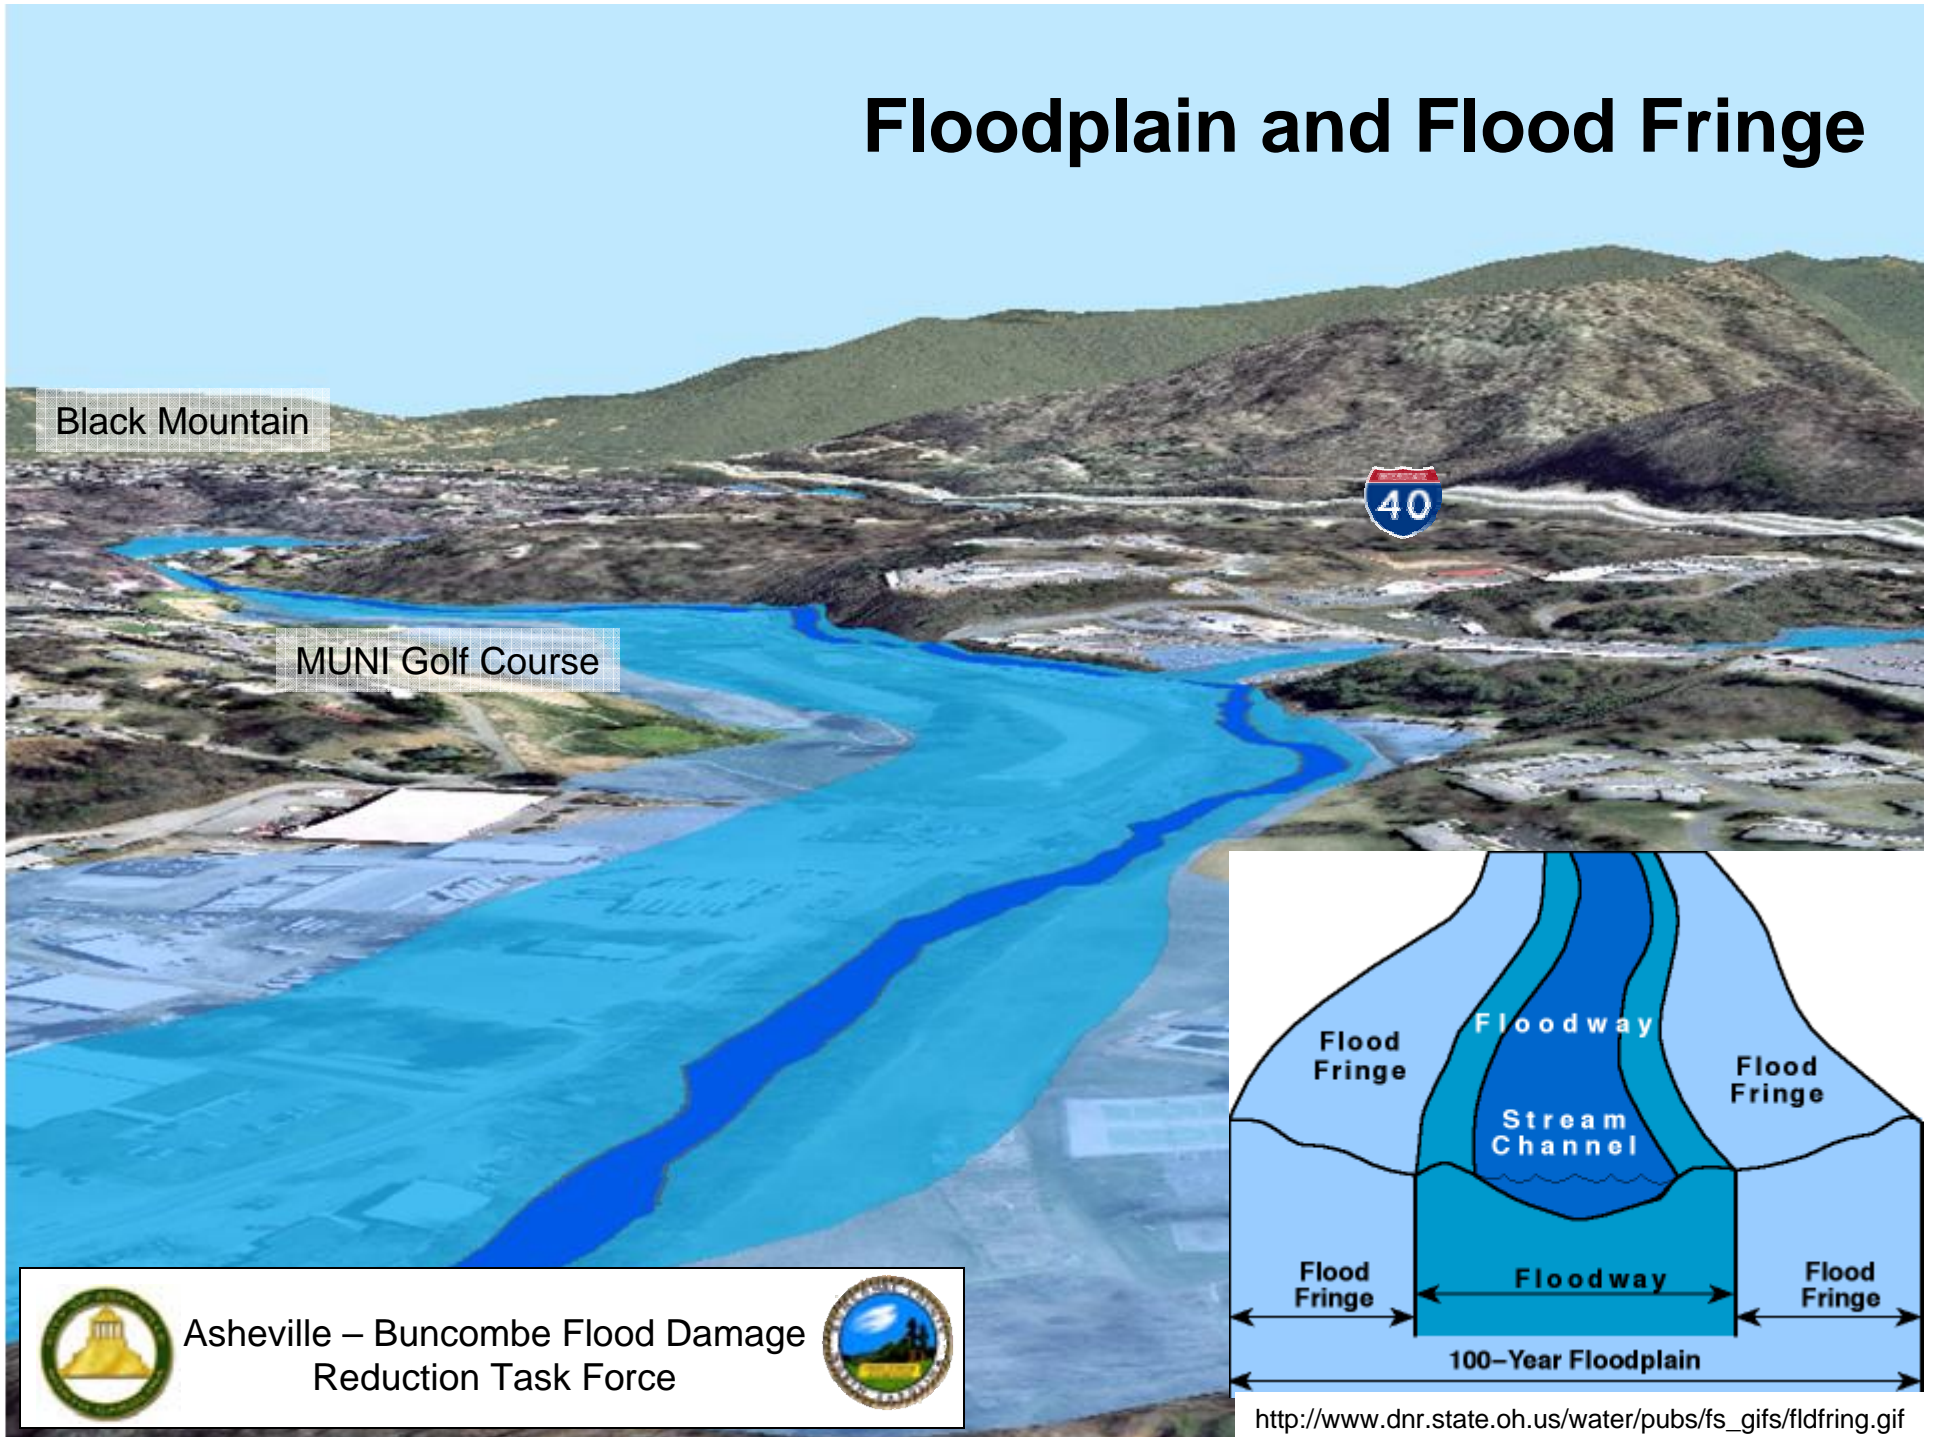 Floodplain and Flood Fringe
Black Mountain
40
MUNI Golf Course
Floodway
Flood
Fringe
Flood
Fringe
Stream
Channel
Flood
Fringe
Floodway
Flood
Fringe
100–Year Floodplain
Asheville – Buncombe Flood Damage
Reduction Task Force
http://www.dnr.state.oh.us/water/pubs/fs_gifs/fldfring.gif